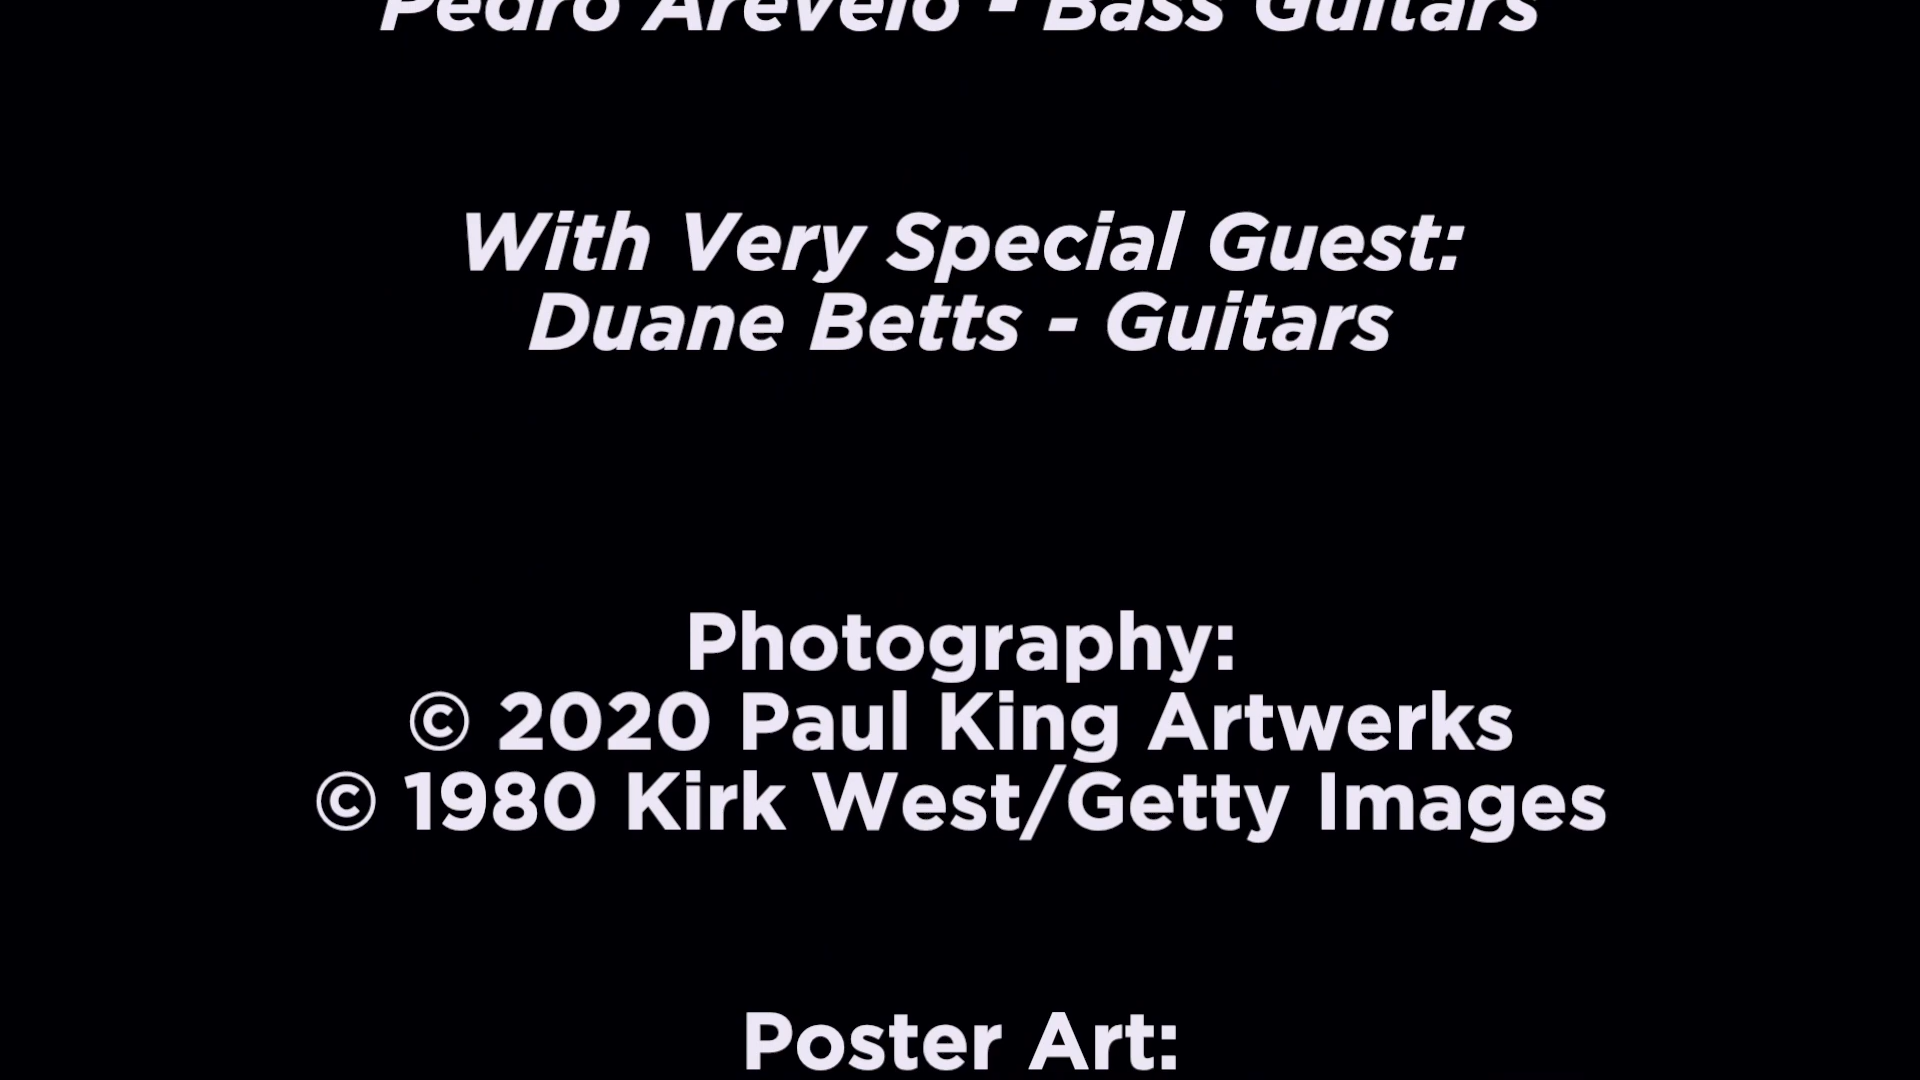 Pedro Arevelo - Bass Guitars
With Very Special Guest:
Duane Betts - Guitars
Photography:
© 2020 Paul King Artwerks
© 1980 Kirk West/Getty Images
Poster Art: